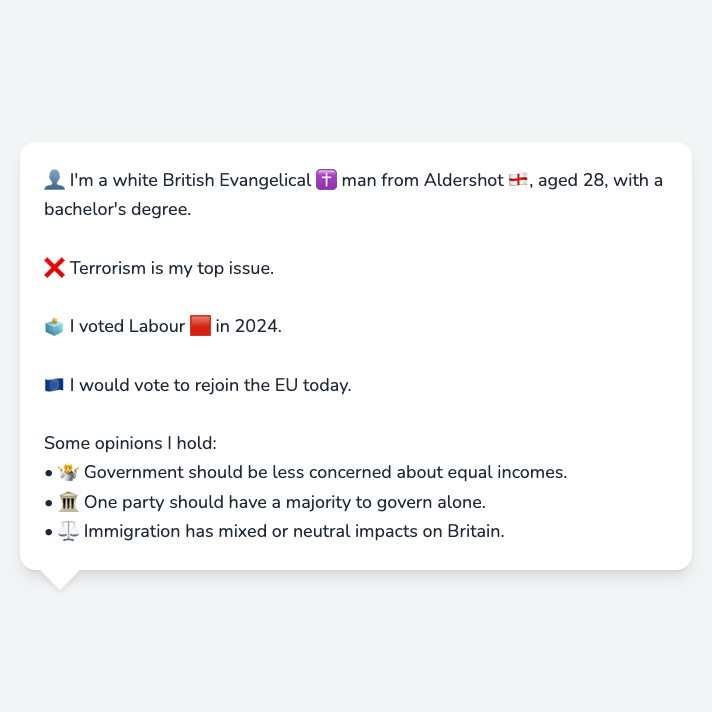 👤 I'm a white British Evangelical ✝️ man from Aldershot 🏴󠁧󠁢󠁥󠁮󠁧󠁿, aged 28, with a
bachelor's degree.
❌ Terrorism is my top issue.
🗳️ I voted Labour 🟥 in 2024.
🇪🇺 I would vote to rejoin the EU today.
Some opinions I hold:
• 🤷 Government should be less concerned about equal incomes.
• 🏛️ One party should have a majority to govern alone.
• ⚖️ Immigration has mixed or neutral impacts on Britain.